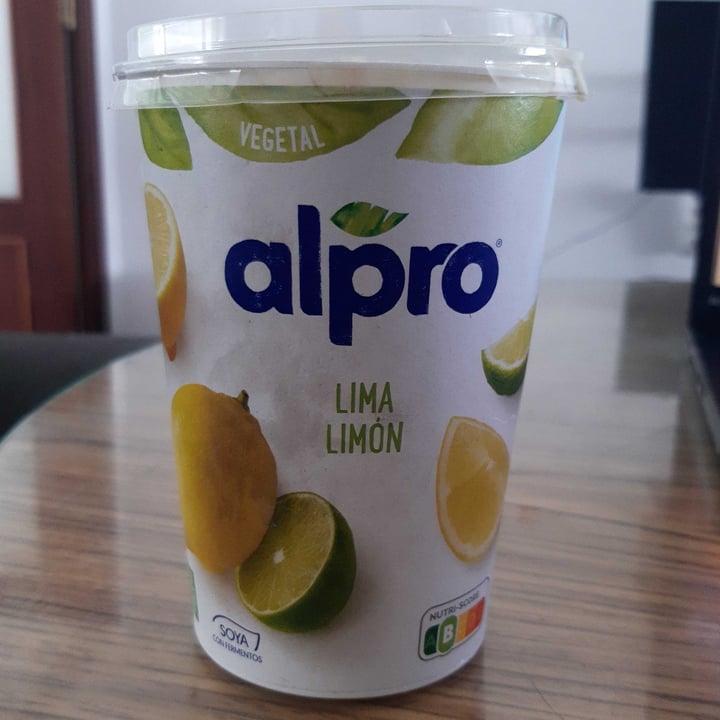 VEGETAL
alpro®
LIMA
LIMÓN
SOYA
CON FERMENTOS
NUTRI-SCORE
B